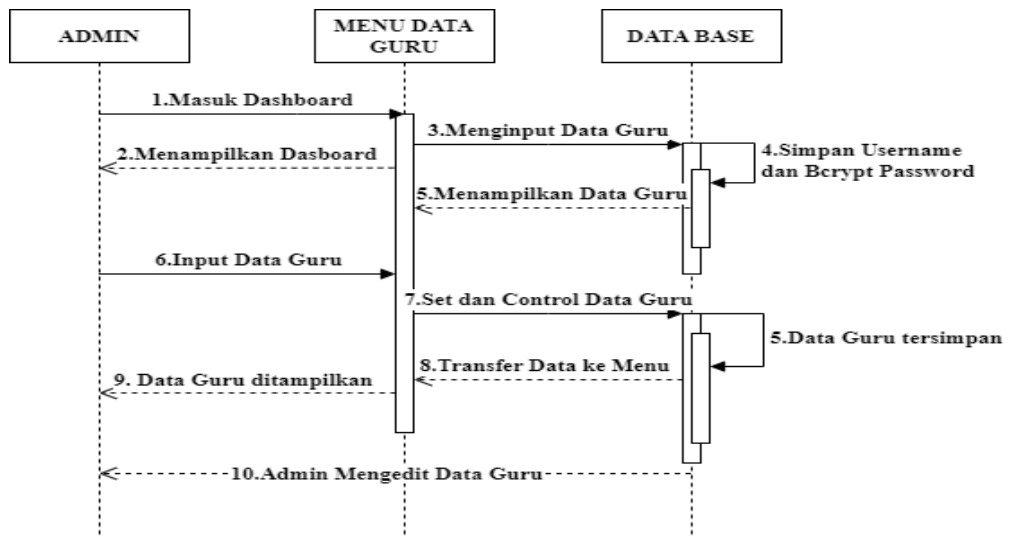 ADMIN
MENU DATA
GURU
DATA BASE
1.Masuk Dashboard
3.Menginput Data Guru
2.Menampilkan Dasboard
4.Simpan Username
dan Bcrypt Password
5.Menampilkan Data Guru
6.Input Data Guru
7.Set dan Control Data Guru
5.Data Guru tersimpan
8.Transfer Data ke Menu
9. Data Guru ditampilkan
10.Admin Mengedit Data Guru